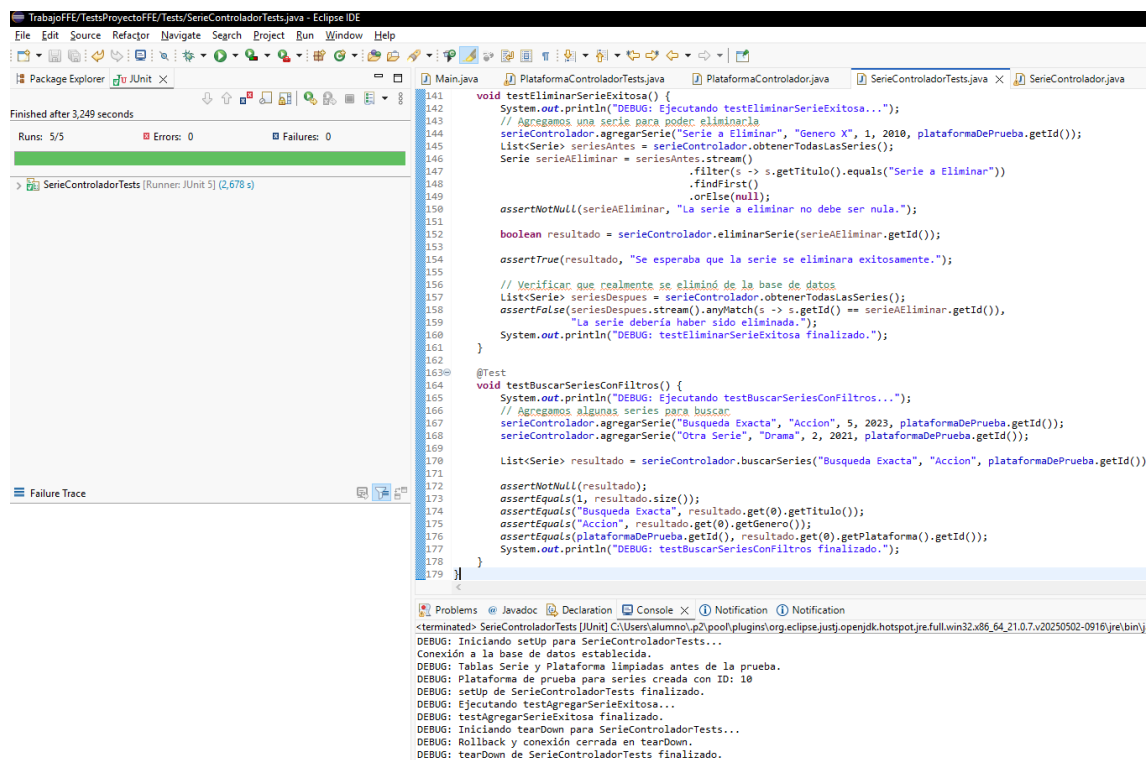 TrabajoFFE/TestsProyectoFFE/Tests/SerieControladorTests.java - Eclipse IDE
File Edit Source Refactor Navigate Search Project Run Window Help
Package Explorer JUnit
Main.java PlataformaControladorTests.java PlataformaControlador.java SerieControladorTests.java SerieControlador.java
Finished after 3,249 seconds
Runs: 5/5 Errors: 0 Failures: 0
SerieControladorTests [Runner: JUnit 5] (2,678 s)
Failure Trace
141 void testEliminarSerieExitosa() {
142 System.out.println("DEBUG: Ejecutando testEliminarSerieExitosa...");
143 // Agregamos una serie para poder eliminarla
144 serieControlador.agregarSerie("Serie a Eliminar", "Genero X", 1, 2010, plataformaDePrueba.getId());
145 List<Serie> seriesAntes = serieControlador.obtenerTodasLasSeries();
146 Serie serieAEliminar = seriesAntes.stream()
147 .filter(s -> s.getTitulo().equals("Serie a Eliminar"))
148 .findFirst()
149 .orElse(null);
150 assertNotNull(serieAEliminar, "La serie a eliminar no debe ser nula.");
151
152 boolean resultado = serieControlador.eliminarSerie(serieAEliminar.getId());
153
154 assertTrue(resultado, "Se esperaba que la serie se eliminara exitosamente.");
155
156 // Verificar que realmente se eliminó de la base de datos
157 List<Serie> seriesDespues = serieControlador.obtenerTodasLasSeries();
158 assertFalse(seriesDespues.stream().anyMatch(s -> s.getId() == serieAEliminar.getId()),
159 "La serie debería haber sido eliminada.");
160 System.out.println("DEBUG: testEliminarSerieExitosa finalizado.");
161 }
162
163 @Test
164 void testBuscarSeriesConFiltros() {
165 System.out.println("DEBUG: Ejecutando testBuscarSeriesConFiltros...");
166 // Agregamos algunas series para buscar
167 serieControlador.agregarSerie("Busqueda Exacta", "Accion", 5, 2023, plataformaDePrueba.getId());
168 serieControlador.agregarSerie("Otra Serie", "Drama", 2, 2021, plataformaDePrueba.getId());
169
170 List<Serie> resultado = serieControlador.buscarSeries("Busqueda Exacta", "Accion", plataformaDePrueba.getId())
171
172 assertNotNull(resultado);
173 assertEquals(1, resultado.size());
174 assertEquals("Busqueda Exacta", resultado.get(0).getTitulo());
175 assertEquals("Accion", resultado.get(0).getGenero());
176 assertEquals(plataformaDePrueba.getId(), resultado.get(0).getPlataforma().getId());
177 System.out.println("DEBUG: testBuscarSeriesConFiltros finalizado.");
178 }
179 }
Problems Javadoc Declaration Console Notification Notification
<terminated> SerieControladorTests [JUnit] C:\Users\alumno\.p2\pool\plugins\org.eclipse.justj.openjdk.hotspot.jre.full.win32.x86_64_21.0.7.v20250502-0916\jre\bin\j
DEBUG: Iniciando setUp para SerieControladorTests...
Conexión a la base de datos establecida.
DEBUG: Tablas Serie y Plataforma limpiadas antes de la prueba.
DEBUG: Plataforma de prueba para series creada con ID: 10
DEBUG: setUp de SerieControladorTests finalizado.
DEBUG: Ejecutando testAgregarSerieExitosa...
DEBUG: testAgregarSerieExitosa finalizado.
DEBUG: Iniciando tearDown para SerieControladorTests...
DEBUG: Rollback y conexión cerrada en tearDown.
DEBUG: tearDown de SerieControladorTests finalizado.